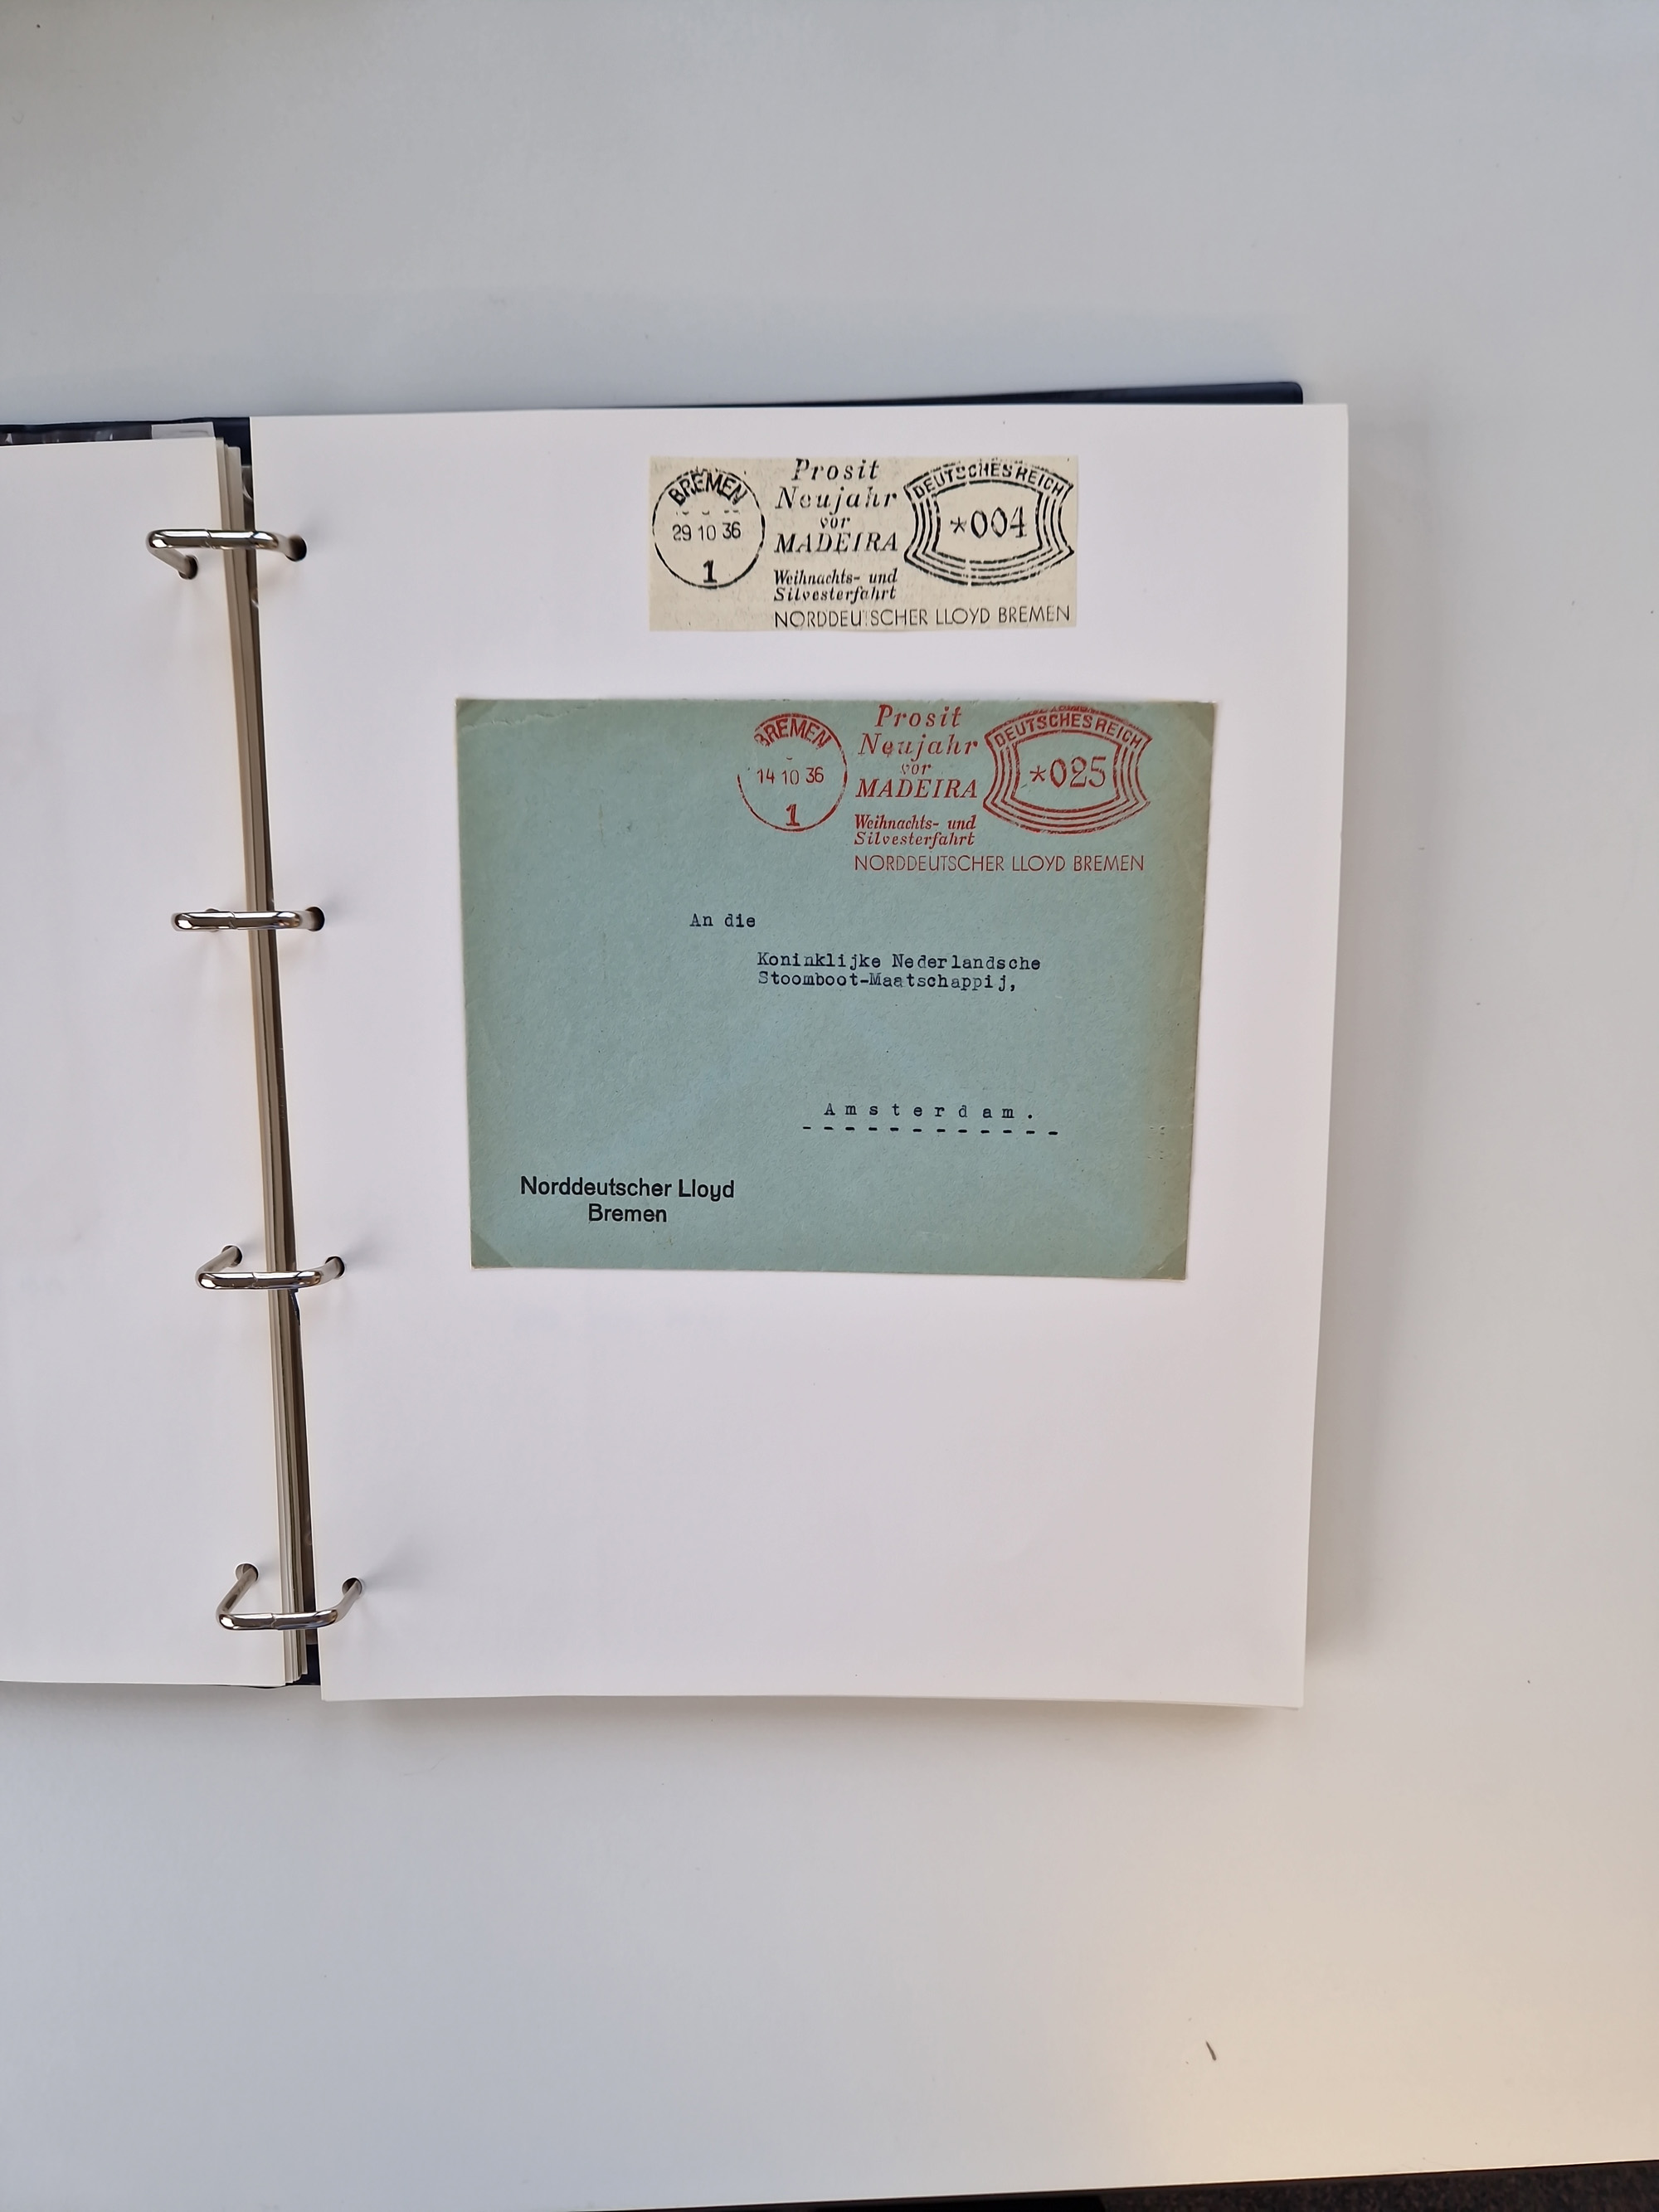 BREMEN
29 10 36
1
Prosit
Neujahr
vor
MADEIRA
Weihnachts- und
Silvesterfahrt
NORDDEUTSCHER LLOYD BREMEN
DEUTSCHES REICH
*004
BREMEN
14 10 36
1
Prosit
Neujahr
vor
MADEIRA
Weihnachts- und
Silvesterfahrt
NORDDEUTSCHER LLOYD BREMEN
DEUTSCHES REICH
*025
An die
Koninklijke Nederlandsche
Stoomboot-Maatschappij,
Amsterdam.
Norddeutscher Lloyd
Bremen